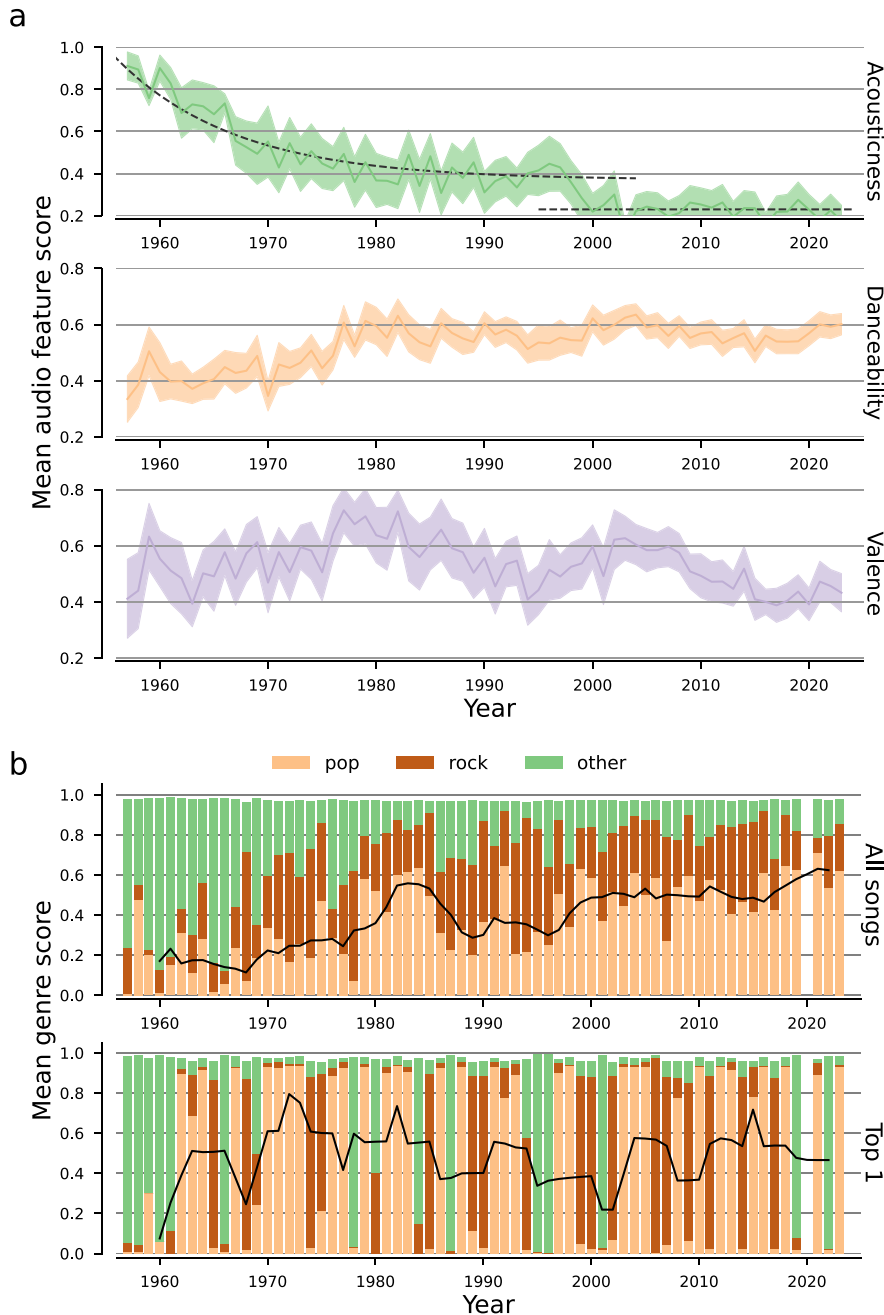 a
Mean audio feature score
1.0
0.8
0.6
0.4
0.2
1960 1970 1980 1990 2000 2010 2020
Acousticness
0.8
0.6
0.4
0.2
1960 1970 1980 1990 2000 2010 2020
Danceability
0.8
0.6
0.4
0.2
1960 1970 1980 1990 2000 2010 2020
Valence
Year
b
pop rock other
Mean genre score
1.0
0.8
0.6
0.4
0.2
0.0
1960 1970 1980 1990 2000 2010 2020
All songs
1.0
0.8
0.6
0.4
0.2
0.0
1960 1970 1980 1990 2000 2010 2020
Top 1
Year